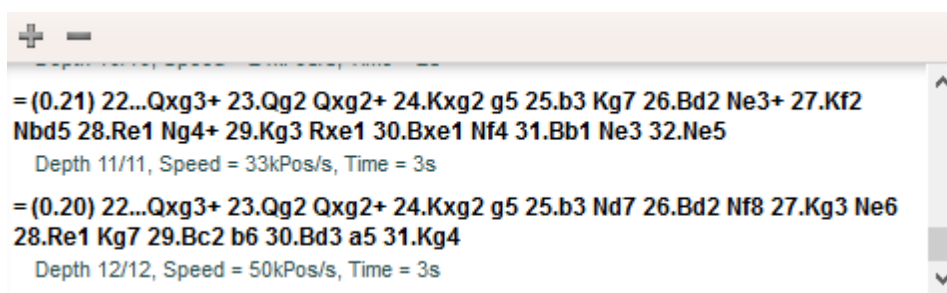 = (0.21) 22...Qxg3+ 23.Qg2 Qxg2+ 24.Kxg2 g5 25.b3 Kg7 26.Bd2 Ne3+ 27.Kf2
Nbd5 28.Re1 Ng4+ 29.Kg3 Rxe1 30.Bxe1 Nf4 31.Bb1 Ne3 32.Ne5
Depth 11/11, Speed = 33kPos/s, Time = 3s
= (0.20) 22...Qxg3+ 23.Qg2 Qxg2+ 24.Kxg2 g5 25.b3 Nd7 26.Bd2 Nf8 27.Kg3 Ne6
28.Re1 Kg7 29.Bc2 b6 30.Bd3 a5 31.Kg4
Depth 12/12, Speed = 50kPos/s, Time = 3s